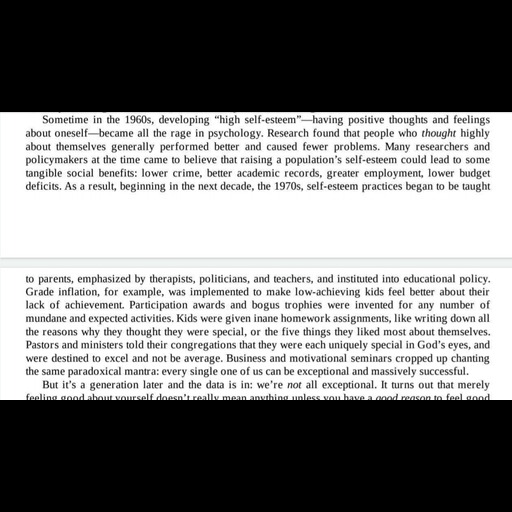 Sometime in the 1960s, developing “high self-esteem”—having positive thoughts and feelings
about oneself—became all the rage in psychology. Research found that people who thought highly
about themselves generally performed better and caused fewer problems. Many researchers and
policymakers at the time came to believe that raising a population’s self-esteem could lead to some
tangible social benefits: lower crime, better academic records, greater employment, lower budget
deficits. As a result, beginning in the next decade, the 1970s, self-esteem practices began to be taught
to parents, emphasized by therapists, politicians, and teachers, and instituted into educational policy.
Grade inflation, for example, was implemented to make low-achieving kids feel better about their
lack of achievement. Participation awards and bogus trophies were invented for any number of
mundane and expected activities. Kids were given inane homework assignments, like writing down all
the reasons why they thought they were special, or the five things they liked most about themselves.
Pastors and ministers told their congregations that they were each uniquely special in God’s eyes, and
were destined to excel and not be average. Business and motivational seminars cropped up chanting
the same paradoxical mantra: every single one of us can be exceptional and massively successful.
But it’s a generation later and the data is in: we’re not all exceptional. It turns out that merely
feeling good about yourself doesn’t really mean anything unless you have a good reason to feel good